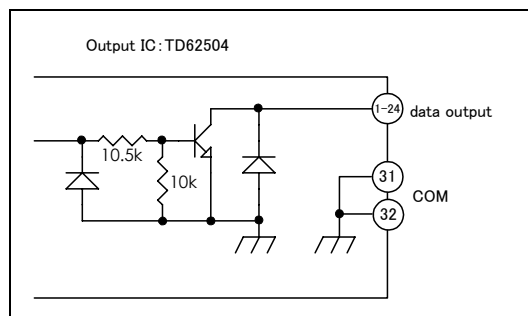 Output IC:TD62504
1-24
data output
10.5k
10k
31
COM
32